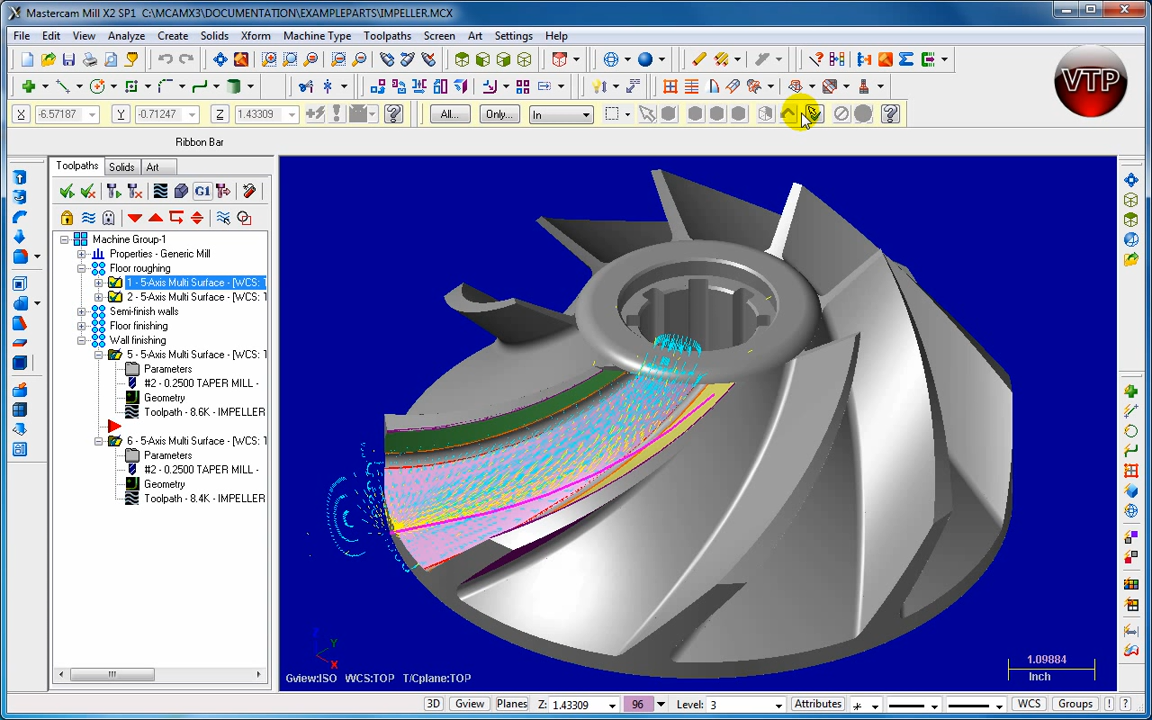 Mastercam Mill X2 SP1 C:\MCAMX3\DOCUMENTATION\EXAMPLEPARTS\IMPELLER.MCX
File Edit View Analyze Create Solids Xform Machine Type Toolpaths Screen Art Settings Help
VTP
X -6.57187 Y -0.71247 Z 1.43309 All... Only... In
Ribbon Bar
Toolpaths Solids Art
G1
Machine Group-1
Properties - Generic Mill
Floor roughing
1 - 5-Axis Multi Surface - [WCS: 1
2 - 5-Axis Multi Surface - [WCS: 1
Semi-finish walls
Floor finishing
Wall finishing
5 - 5-Axis Multi Surface - [WCS: 1
Parameters
#2 - 0.2500 TAPER MILL -
Geometry
Toolpath - 8.6K - IMPELLER
6 - 5-Axis Multi Surface - [WCS: 1
Parameters
#2 - 0.2500 TAPER MILL -
Geometry
Toolpath - 8.4K - IMPELLER
Y
X
1.09884
Inch
Gview:ISO WCS:TOP T/Cplane:TOP
3D Gview Planes Z: 1.43309 96 Level: 3 Attributes WCS Groups ! ?